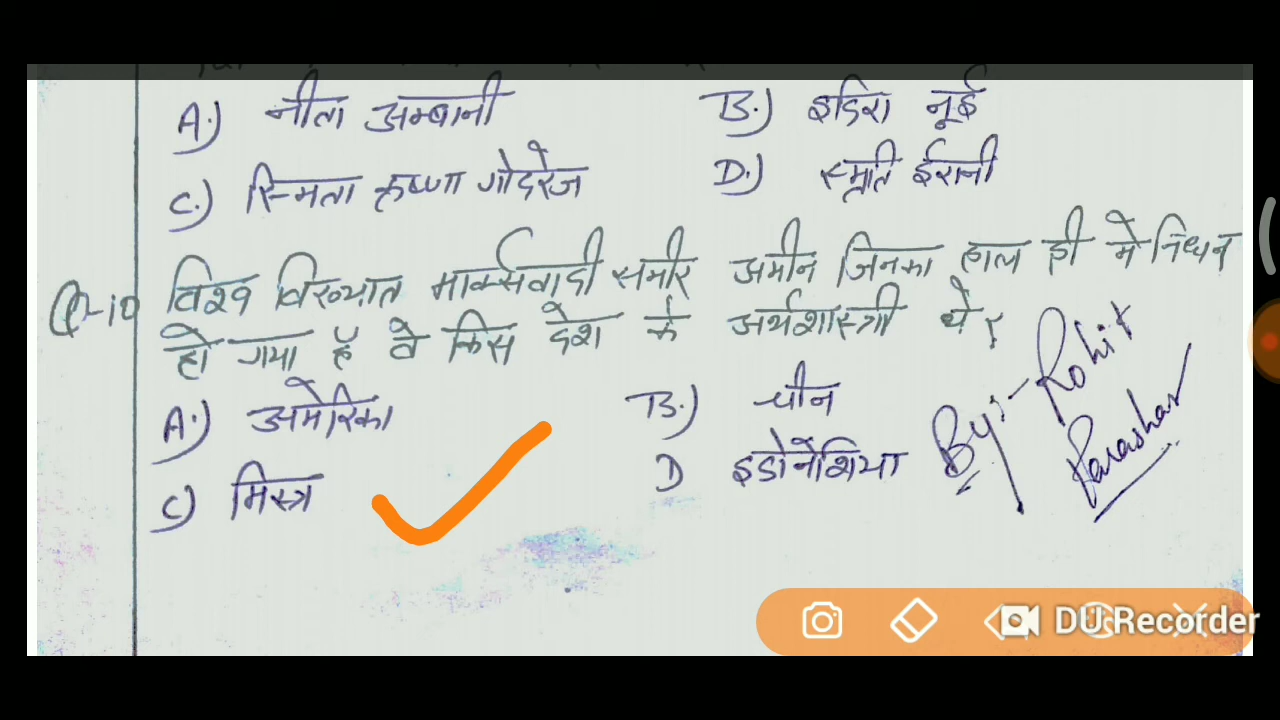 A.) नीता अम्बानी B.) इंडिरा नूई
C.) स्मिता कृष्णा गोदरेज D.) स्मृति ईरानी
Q-10 विश्व विख्यात मार्क्सवादी समीर अमीन जिनका हाल ही मे निधन
हो गया है वे किस देश के अर्थशास्त्री थे?
A.) अमेरिका B.) चीन
C) मिस्त्र D इंडोनेशिया
By:- Rohit
Parashar
DU Recorder